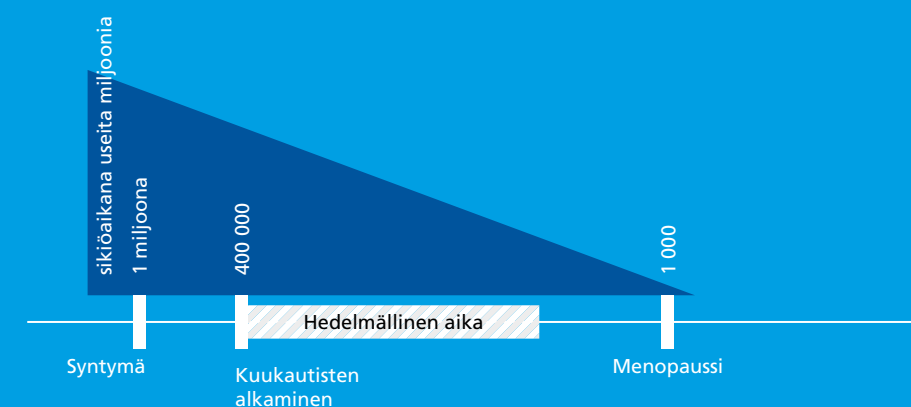 sikiöaikana useita miljoonia
1 miljoona
400 000
1 000
Hedelmällinen aika
Syntymä
Kuukautisten
alkaminen
Menopaussi